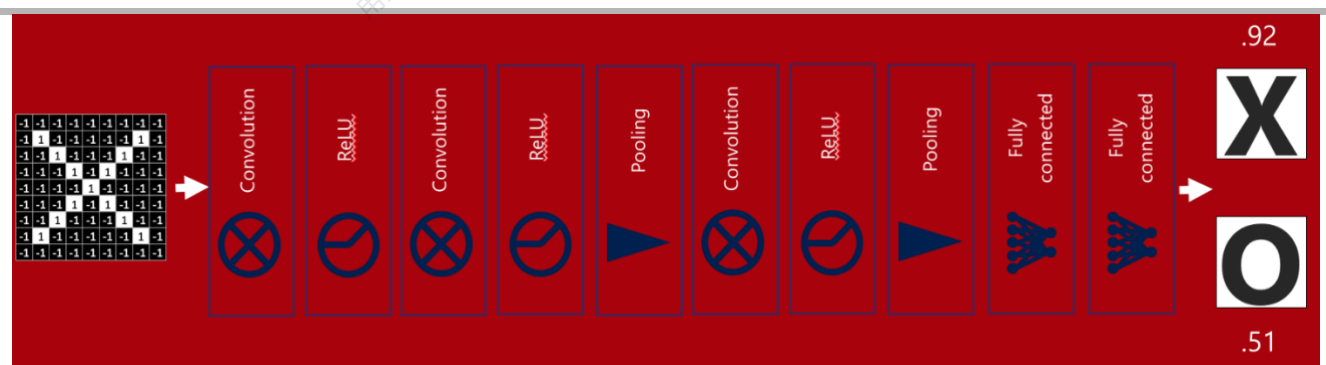 .92
-1 -1 -1 -1 -1 -1 -1 -1 -1
-1 1 -1 -1 -1 -1 -1 1 -1
-1 -1 1 -1 -1 -1 1 -1 -1
-1 -1 -1 1 -1 1 -1 -1 -1
-1 -1 -1 -1 1 -1 -1 -1 -1
-1 -1 -1 1 -1 1 -1 -1 -1
-1 -1 1 -1 -1 -1 1 -1 -1
-1 1 -1 -1 -1 -1 -1 1 -1
-1 -1 -1 -1 -1 -1 -1 -1 -1
Convolution
ReLU
Convolution
ReLU
Pooling
Convolution
ReLU
Pooling
Fully
connected
Fully
connected
X
O
.51